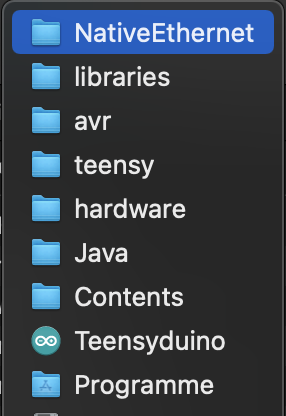 NativeEthernet
libraries
avr
teensy
hardware
Java
Contents
Teensyduino
Programme